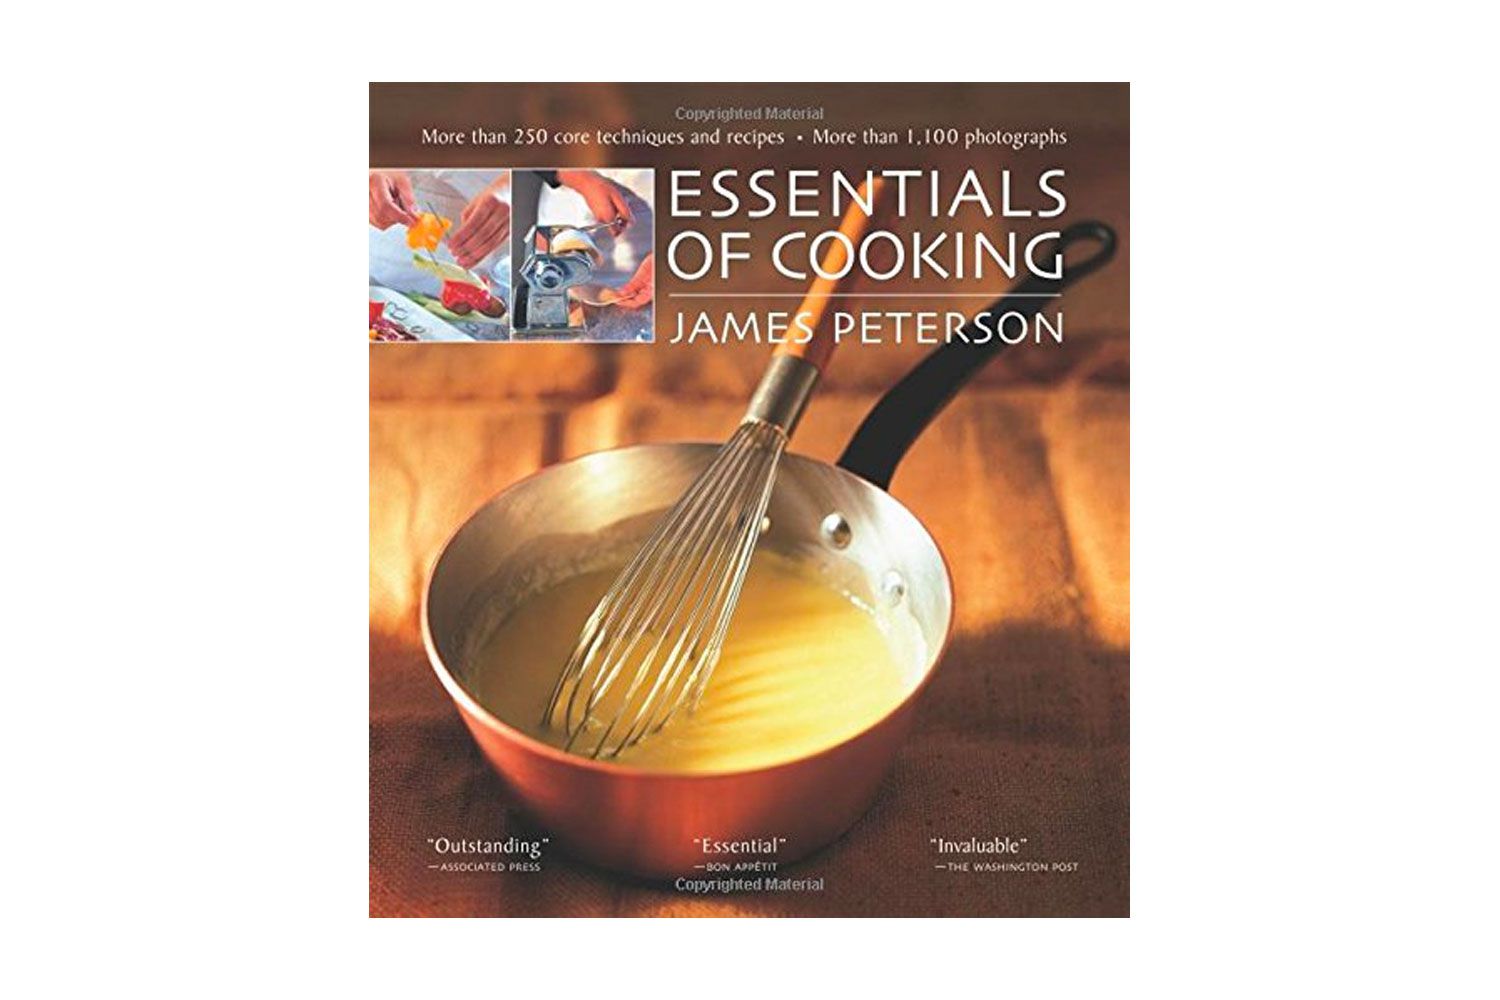 Copyrighted Material
More than 250 core techniques and recipes • More than 1,100 photographs
ESSENTIALS
OF COOKING
JAMES PETERSON
“Outstanding”
—ASSOCIATED PRESS
“Essential”
—BON APPÉTIT
“Invaluable”
—THE WASHINGTON POST
Copyrighted Material